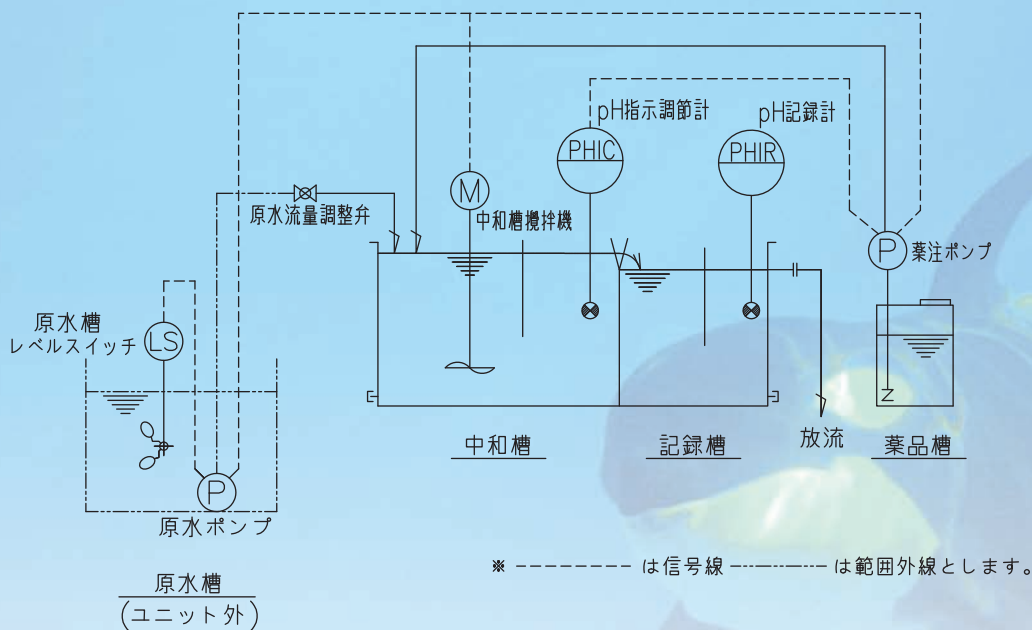 pH指示調節計
pH記録計
PHIC
PHIR
M
原水流量調整弁
中和槽攪拌機
P
薬注ポンプ
原水槽
レベルスイッチ
LS
P
原水ポンプ
中和槽
記録槽
放流
薬品槽
※ --------- は信号線 -··-··-··- は範囲外線とします。
原水槽
(ユニット外)